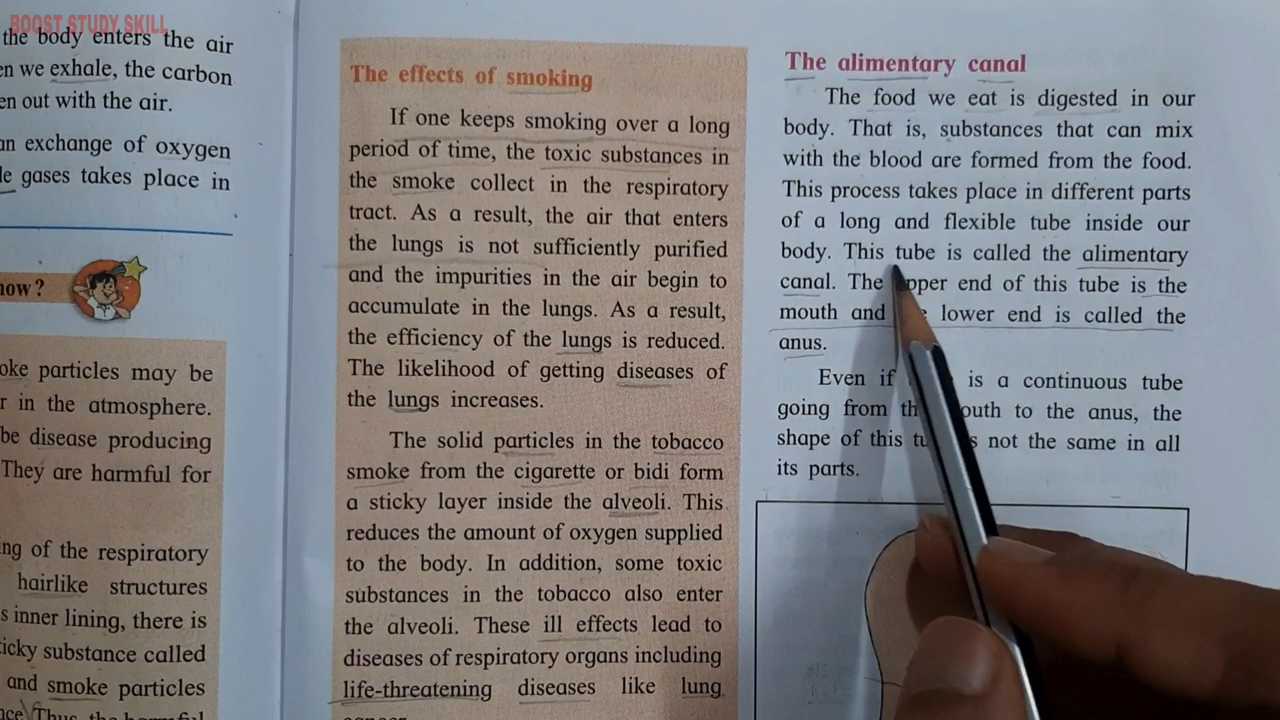 BOOST STUDY SKILL
the body enters the air
en we exhale, the carbon
en out with the air.
an exchange of oxygen
gases takes place in
now?
oke particles may be
r in the atmosphere.
be disease producing
They are harmful for
ng of the respiratory
hairlike structures
s inner lining, there is
icky substance called
and smoke particles
The effects of smoking
If one keeps smoking over a long
period of time, the toxic substances in
the smoke collect in the respiratory
tract. As a result, the air that enters
the lungs is not sufficiently purified
and the impurities in the air begin to
accumulate in the lungs. As a result,
the efficiency of the lungs is reduced.
The likelihood of getting diseases of
the lungs increases.
The solid particles in the tobacco
smoke from the cigarette or bidi form
a sticky layer inside the alveoli. This
reduces the amount of oxygen supplied
to the body. In addition, some toxic
substances in the tobacco also enter
the alveoli. These ill effects lead to
diseases of respiratory organs including
life-threatening diseases like lung
The alimentary canal
The food we eat is digested in our
body. That is, substances that can mix
with the blood are formed from the food.
This process takes place in different parts
of a long and flexible tube inside our
body. This tube is called the alimentary
canal. The upper end of this tube is the
mouth and lower end is called the
anus.
Even if is a continuous tube
going from the mouth to the anus, the
shape of this not the same in all
its parts.